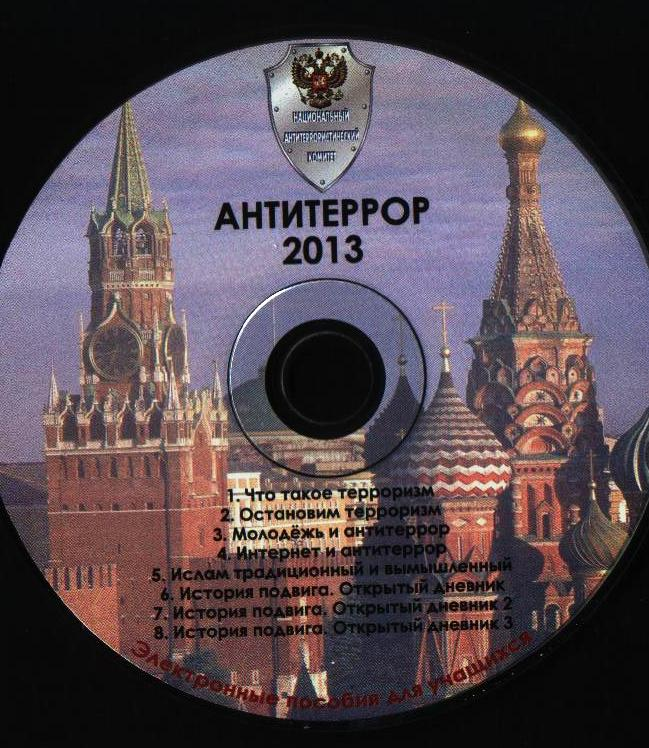 НАЦИОНАЛЬНЫЙ
АНТИТЕРРОРИСТИЧЕСКИЙ
КОМИТЕТ
АНТИТЕРРОР
2013
1. Что такое терроризм
2. Остановим терроризм
3. Молодёжь и антитеррор
4. Интернет и антитеррор
5. Ислам традиционный и вымышленный
6. История подвига. Открытый дневник
7. История подвига. Открытый дневник 2
8. История подвига. Открытый дневник 3
Электронные пособия для учащихся